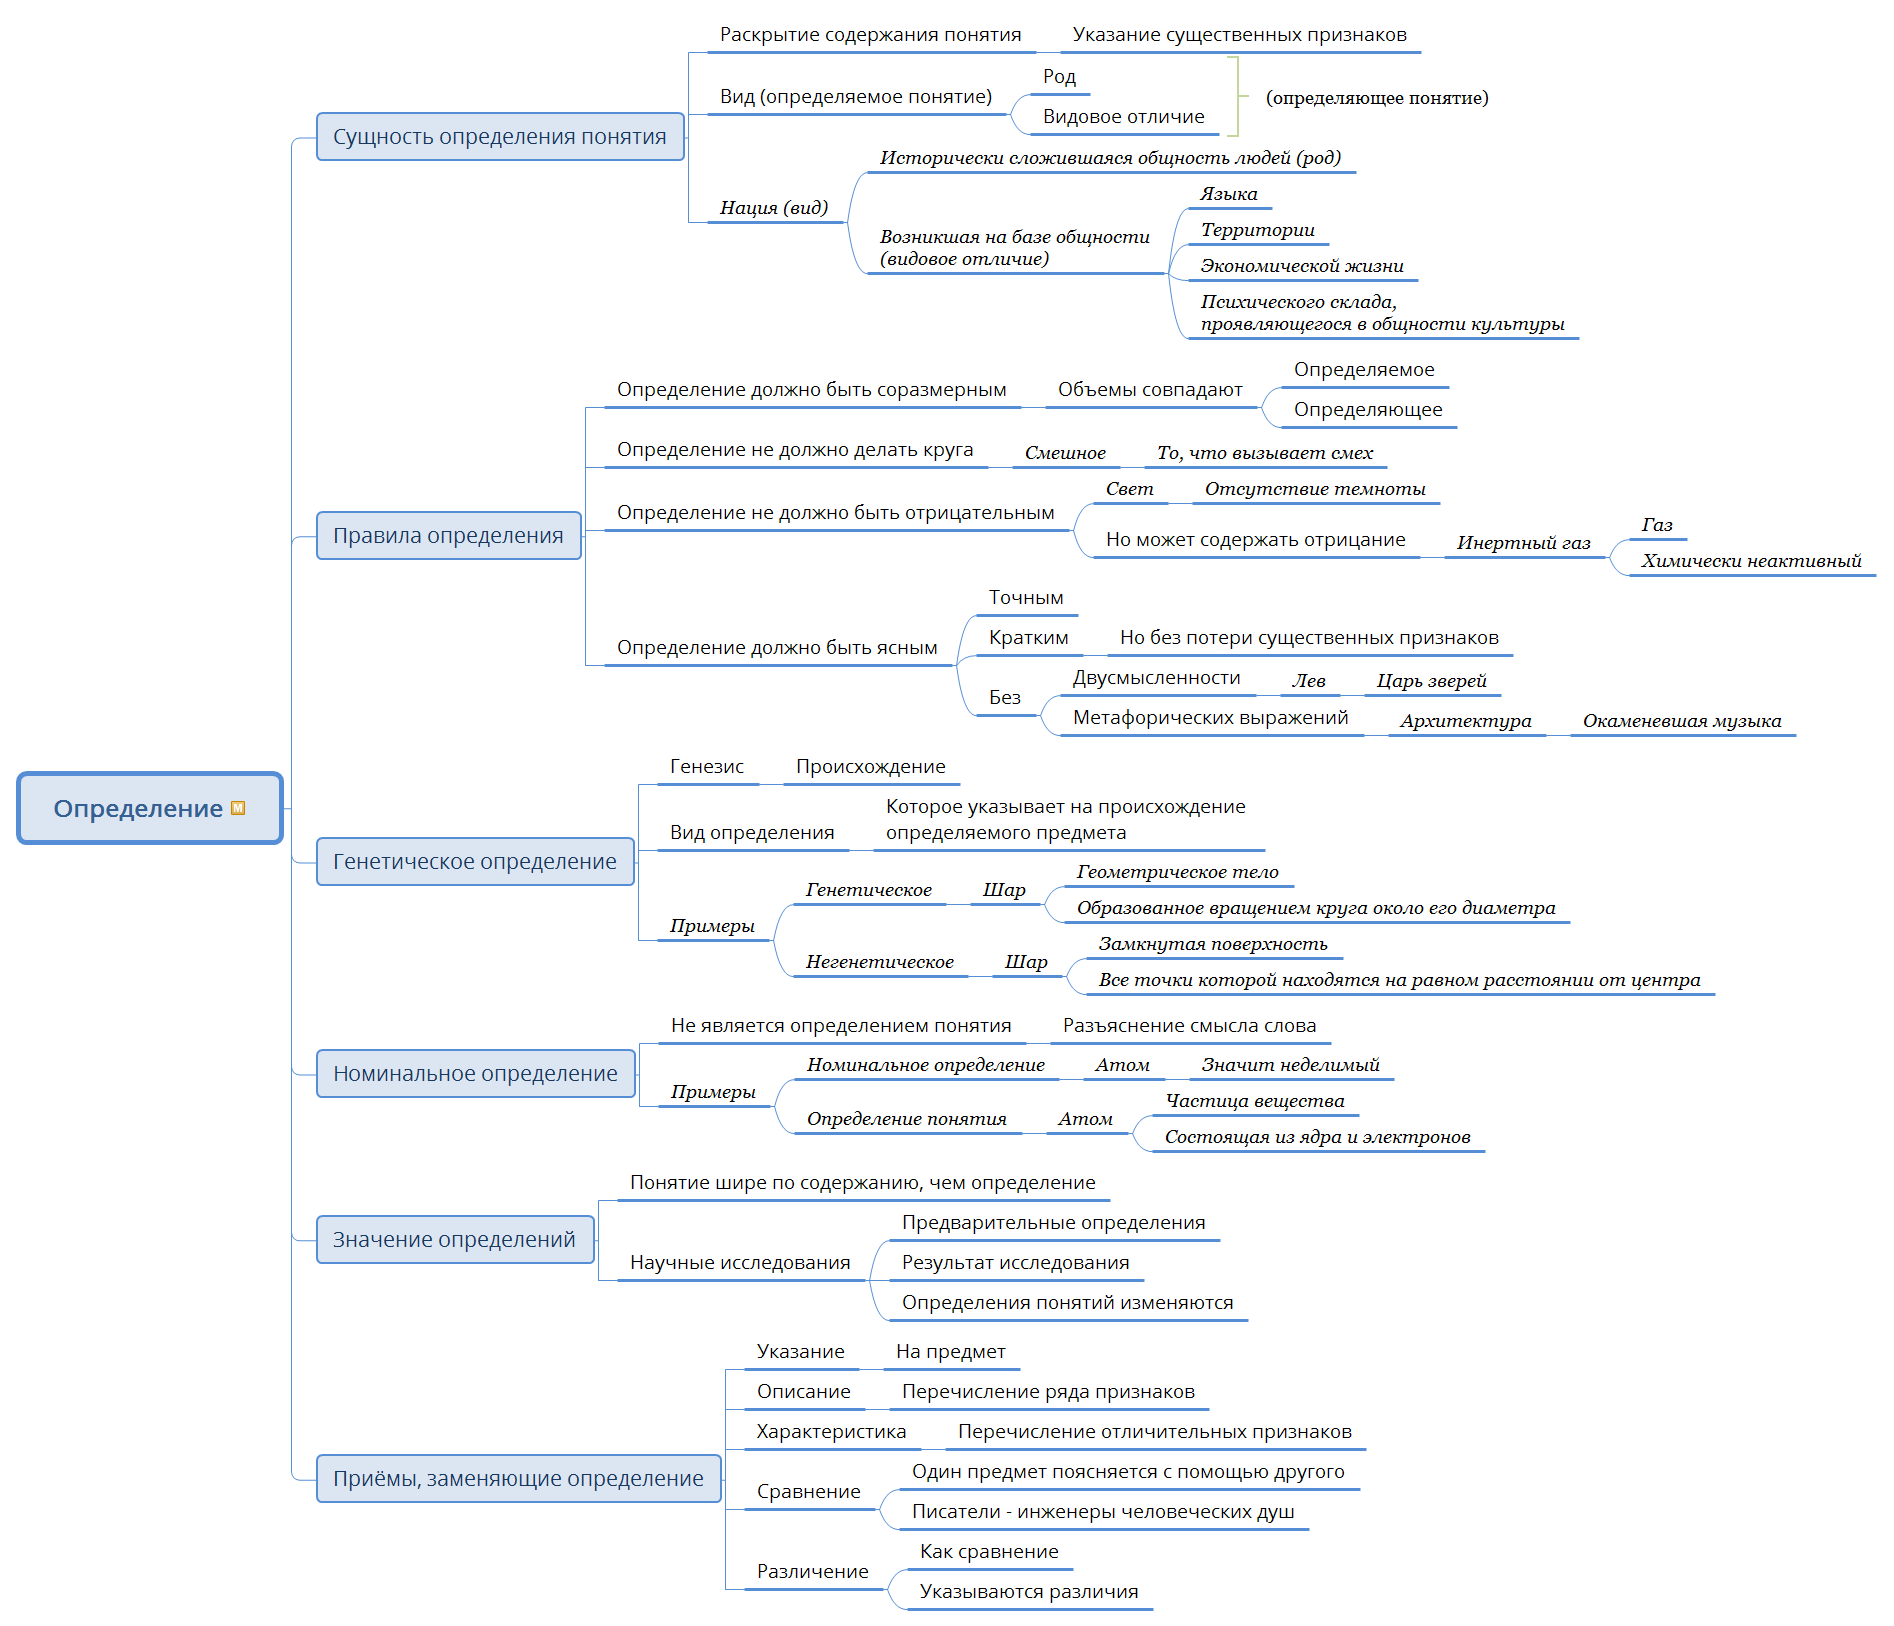 Определение
Сущность определения понятия
Раскрытие содержания понятия
Указание существенных признаков
Вид (определяемое понятие)
Род
Видовое отличие
(определяющее понятие)
Нация (вид)
Исторически сложившаяся общность людей (род)
Возникшая на базе общности
(видовое отличие)
Языка
Территории
Экономической жизни
Психического склада,
проявляющегося в общности культуры
Правила определения
Определение должно быть соразмерным
Объемы совпадают
Определяемое
Определяющее
Определение не должно делать круга
Смешное
То, что вызывает смех
Определение не должно быть отрицательным
Свет
Отсутствие темноты
Но может содержать отрицание
Инертный газ
Газ
Химически неактивный
Определение должно быть ясным
Точным
Кратким
Но без потери существенных признаков
Без
Двусмысленности
Лев
Царь зверей
Метафорических выражений
Архитектура
Окаменевшая музыка
Генетическое определение
Генезис
Происхождение
Вид определения
Которое указывает на происхождение
определяемого предмета
Примеры
Генетическое
Шар
Геометрическое тело
Образованное вращением круга около его диаметра
Негенетическое
Шар
Замкнутая поверхность
Все точки которой находятся на равном расстоянии от центра
Номинальное определение
Не является определением понятия
Разъяснение смысла слова
Примеры
Номинальное определение
Атом
Значит неделимый
Определение понятия
Атом
Частица вещества
Состоящая из ядра и электронов
Значение определений
Понятие шире по содержанию, чем определение
Научные исследования
Предварительные определения
Результат исследования
Определения понятий изменяются
Приёмы, заменяющие определение
Указание
На предмет
Описание
Перечисление ряда признаков
Характеристика
Перечисление отличительных признаков
Сравнение
Один предмет поясняется с помощью другого
Писатели - инженеры человеческих душ
Различение
Как сравнение
Указываются различия